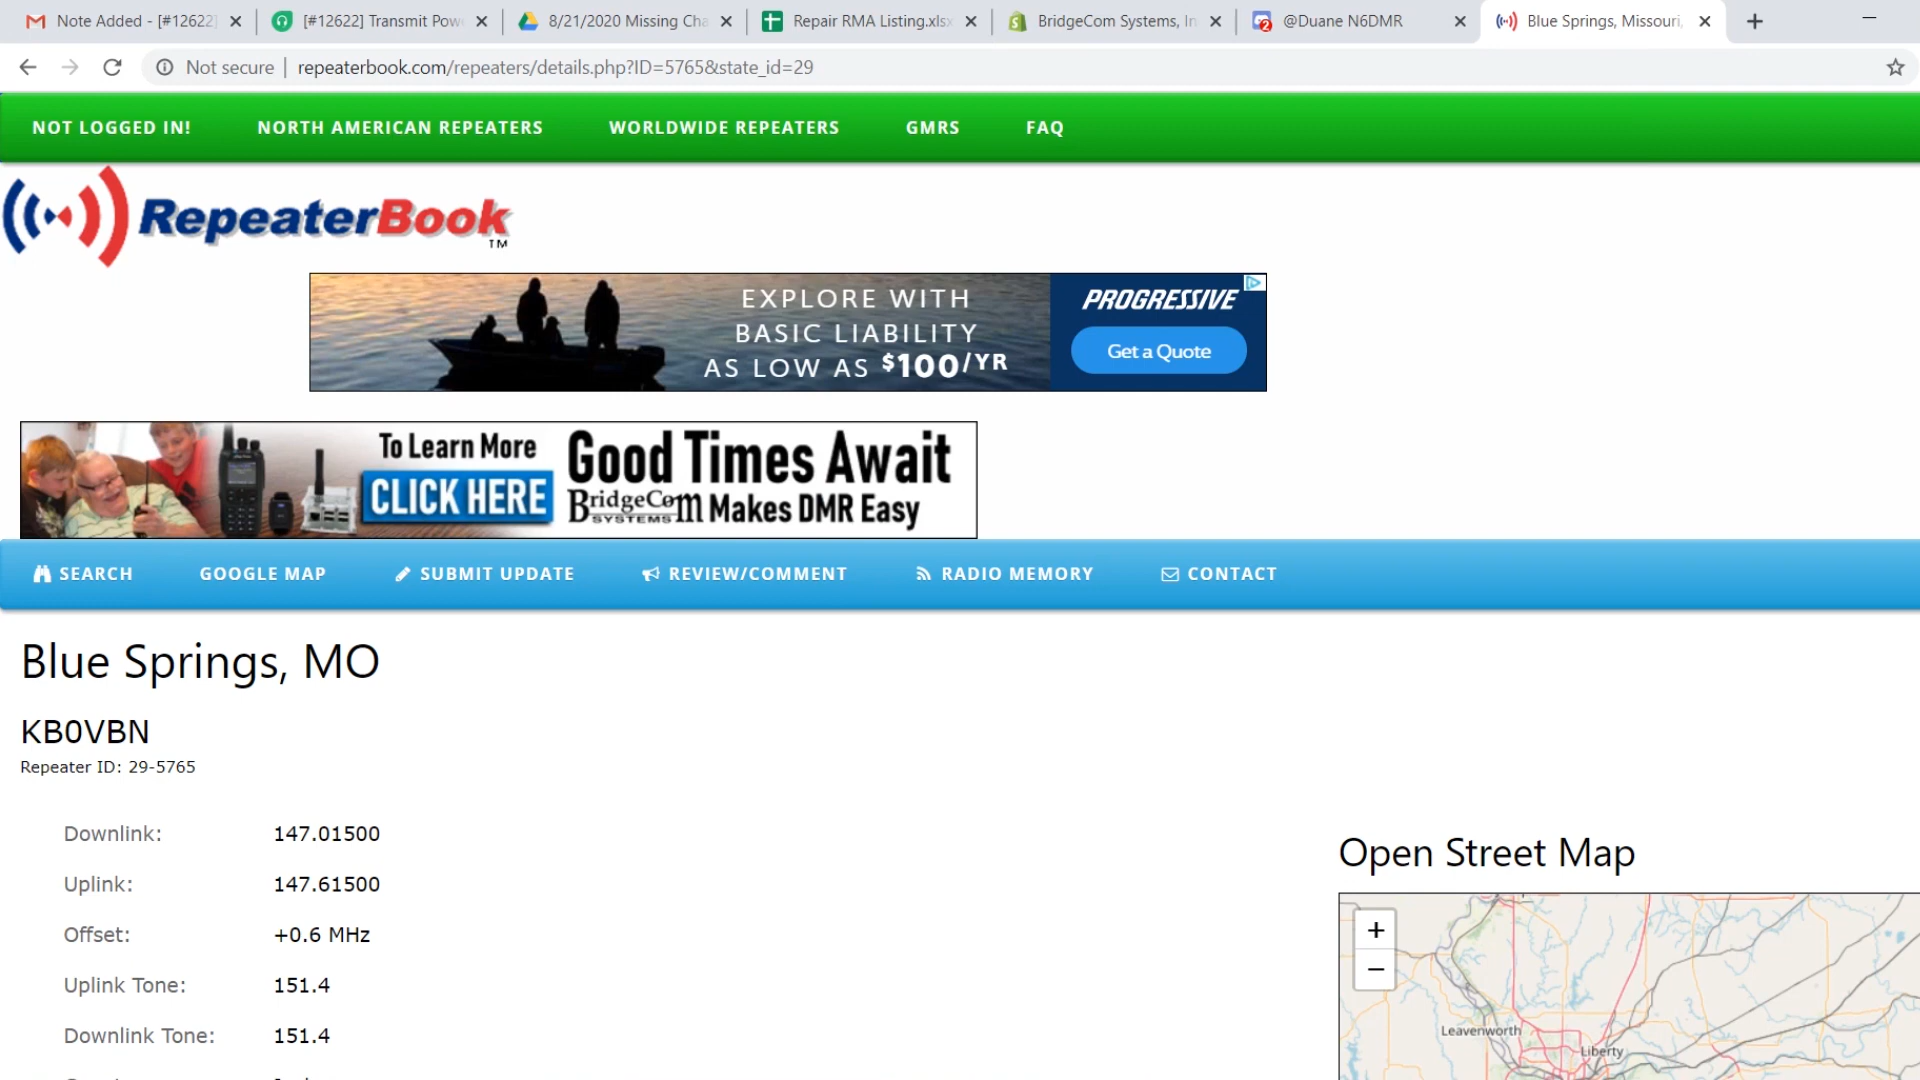 Note Added - [#12622]
[#12622] Transmit Pow
8/21/2020 Missing Cha
Repair RMA Listing.xlsx
BridgeCom Systems, In
@Duane N6DMR
Blue Springs, Missouri,
Not secure | repeaterbook.com/repeaters/details.php?ID=5765&state_id=29
NOT LOGGED IN! NORTH AMERICAN REPEATERS WORLDWIDE REPEATERS GMRS FAQ
RepeaterBook TM
EXPLORE WITH
BASIC LIABILITY
AS LOW AS $100/YR
PROGRESSIVE
Get a Quote
To Learn More
CLICK HERE
Good Times Await
BridgeCom SYSTEMS Makes DMR Easy
SEARCH GOOGLE MAP SUBMIT UPDATE REVIEW/COMMENT RADIO MEMORY CONTACT
Blue Springs, MO
KB0VBN
Repeater ID: 29-5765
Downlink: 147.01500
Uplink: 147.61500
Offset: +0.6 MHz
Uplink Tone: 151.4
Downlink Tone: 151.4
Open Street Map
+
−
Leavenworth
Liberty